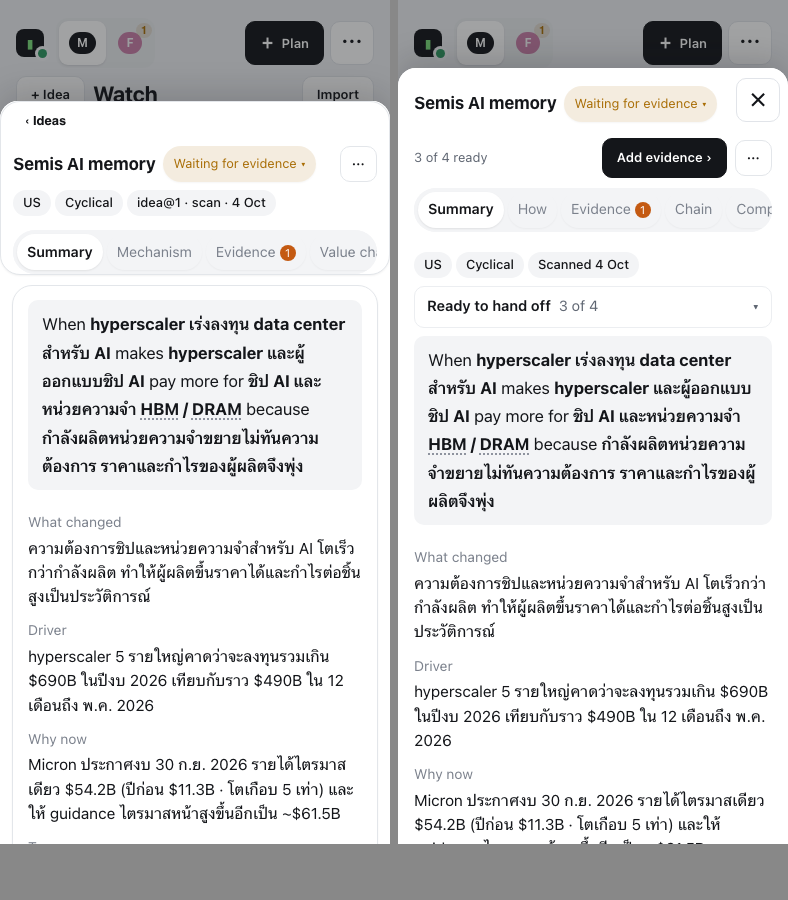 M
F
1
+ Plan
...
+ Idea
Watch
Import
‹ Ideas
Semis AI memory
Waiting for evidence ▾
...
US
Cyclical
idea@1 · scan · 4 Oct
Summary
Mechanism
Evidence 1
Value ch
When hyperscaler เร่งลงทุน data center
สำหรับ AI makes hyperscaler และผู้
ออกแบบชิป AI pay more for ชิป AI และ
หน่วยความจำ HBM / DRAM because
กำลังผลิตหน่วยความจำขยายไม่ทันความ
ต้องการ ราคาและกำไรของผู้ผลิตจึงพุ่ง
What changed
ความต้องการชิปและหน่วยความจำสำหรับ AI โตเร็ว
กว่ากำลังผลิต ทำให้ผู้ผลิตขึ้นราคาได้และกำไรต่อชิ้น
สูงเป็นประวัติการณ์
Driver
hyperscaler 5 รายใหญ่คาดว่าจะลงทุนรวมเกิน
$690B ในปีงบ 2026 เทียบกับราว $490B ใน 12
เดือนถึง พ.ค. 2026
Why now
Micron ประกาศงบ 30 ก.ย. 2026 รายได้ไตรมาส
เดียว $54.2B (ปีก่อน $11.3B · โตเกือบ 5 เท่า) และ
ให้ guidance ไตรมาสหน้าสูงขึ้นอีกเป็น ~$61.5B
M
F
1
+ Plan
...
Semis AI memory
Waiting for evidence ▾
✕
3 of 4 ready
Add evidence ›
...
Summary
How
Evidence 1
Chain
Comp
US
Cyclical
Scanned 4 Oct
Ready to hand off 3 of 4 ▾
When hyperscaler เร่งลงทุน data center
สำหรับ AI makes hyperscaler และผู้ออกแบบ
ชิป AI pay more for ชิป AI และหน่วยความจำ
HBM / DRAM because กำลังผลิตหน่วยความ
จำขยายไม่ทันความต้องการ ราคาและกำไรของผู้
ผลิตจึงพุ่ง
What changed
ความต้องการชิปและหน่วยความจำสำหรับ AI โตเร็วกว่า
กำลังผลิต ทำให้ผู้ผลิตขึ้นราคาได้และกำไรต่อชิ้นสูงเป็น
ประวัติการณ์
Driver
hyperscaler 5 รายใหญ่คาดว่าจะลงทุนรวมเกิน $690B
ในปีงบ 2026 เทียบกับราว $490B ใน 12 เดือนถึง พ.ค.
2026
Why now
Micron ประกาศงบ 30 ก.ย. 2026 รายได้ไตรมาสเดียว
$54.2B (ปีก่อน $11.3B · โตเกือบ 5 เท่า) และให้